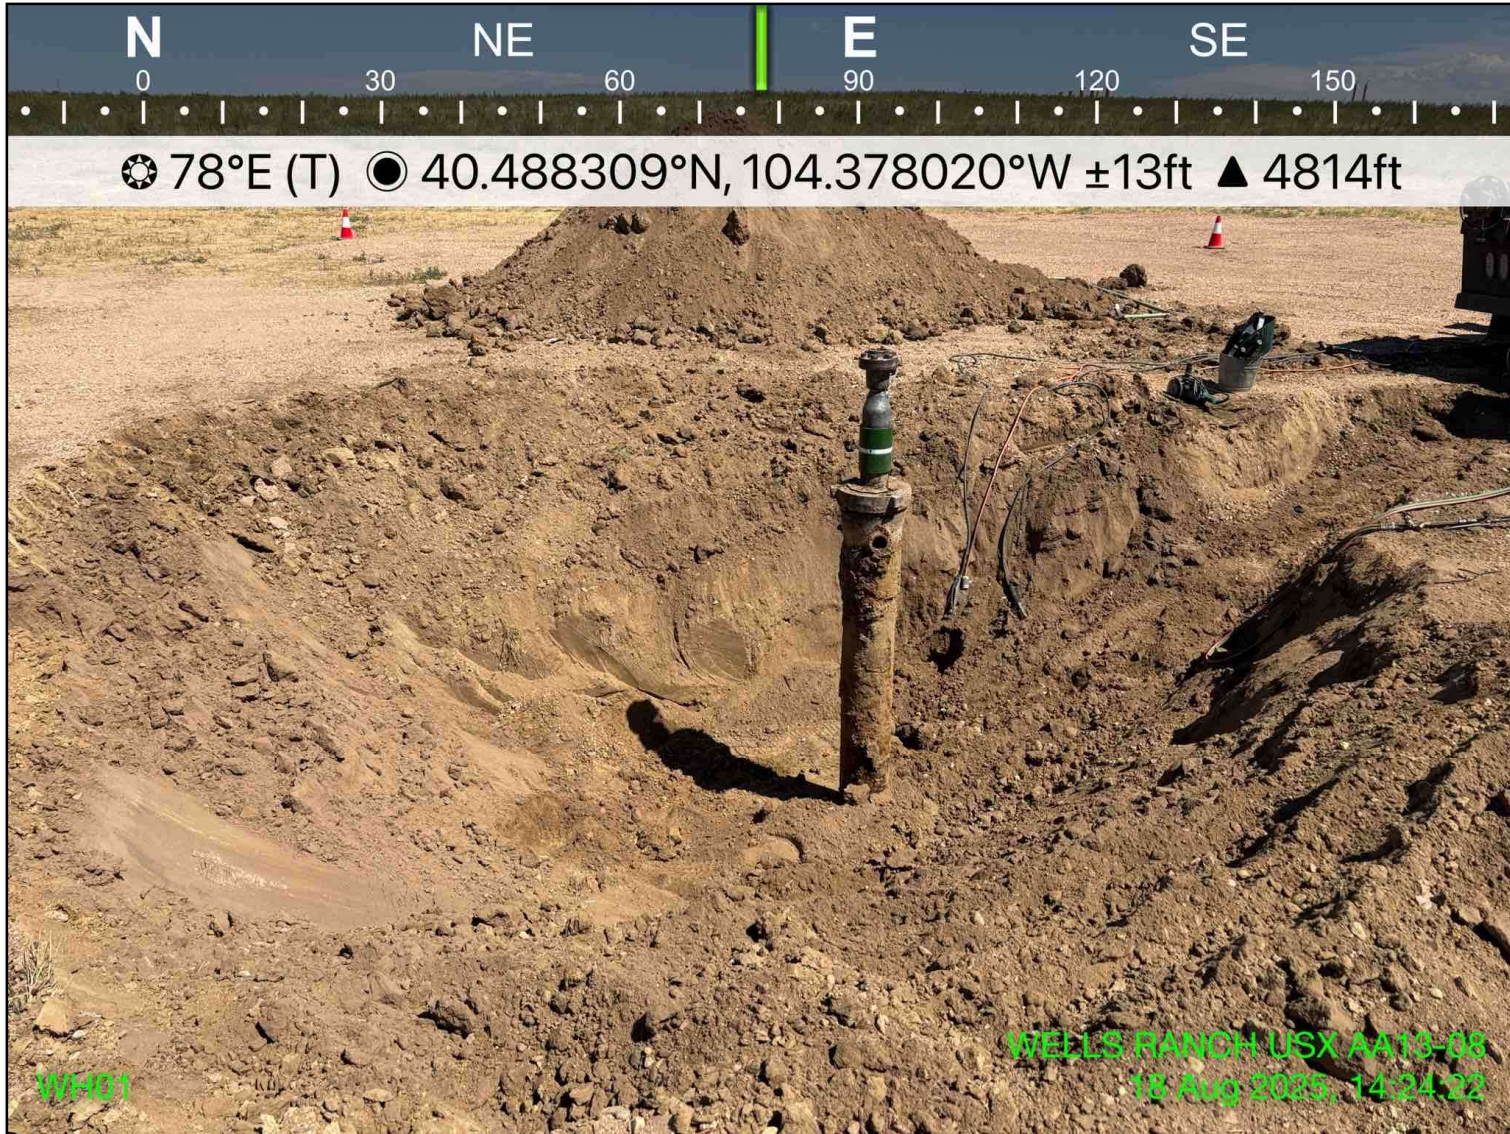 N NE E SE
0 30 60 90 120 150
78°E (T) 40.488309°N, 104.378020°W ±13ft ▲ 4814ft
WELLS RANCH USX AA13-08
WH01 18 Aug 2025, 14:24:22